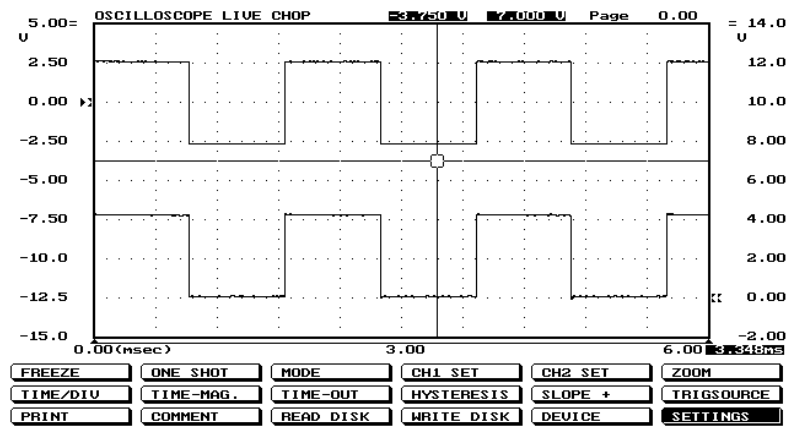 OSCILLOSCOPE LIVE CHOP -3.750 V 7.000 V Page 0.00
5.00= = 14.0
V V
2.50 12.0
0.00 10.0
-2.50 8.00
-5.00 6.00
-7.50 4.00
-10.0 2.00
-12.5 0.00
-15.0 -2.00
0.00(msec) 3.00 6.00 3.348ms
FREEZE ONE SHOT MODE CH1 SET CH2 SET ZOOM
TIME/DIV TIME-MAG. TIME-OUT HYSTERESIS SLOPE + TRIGSOURCE
PRINT COMMENT READ DISK WRITE DISK DEVICE SETTINGS